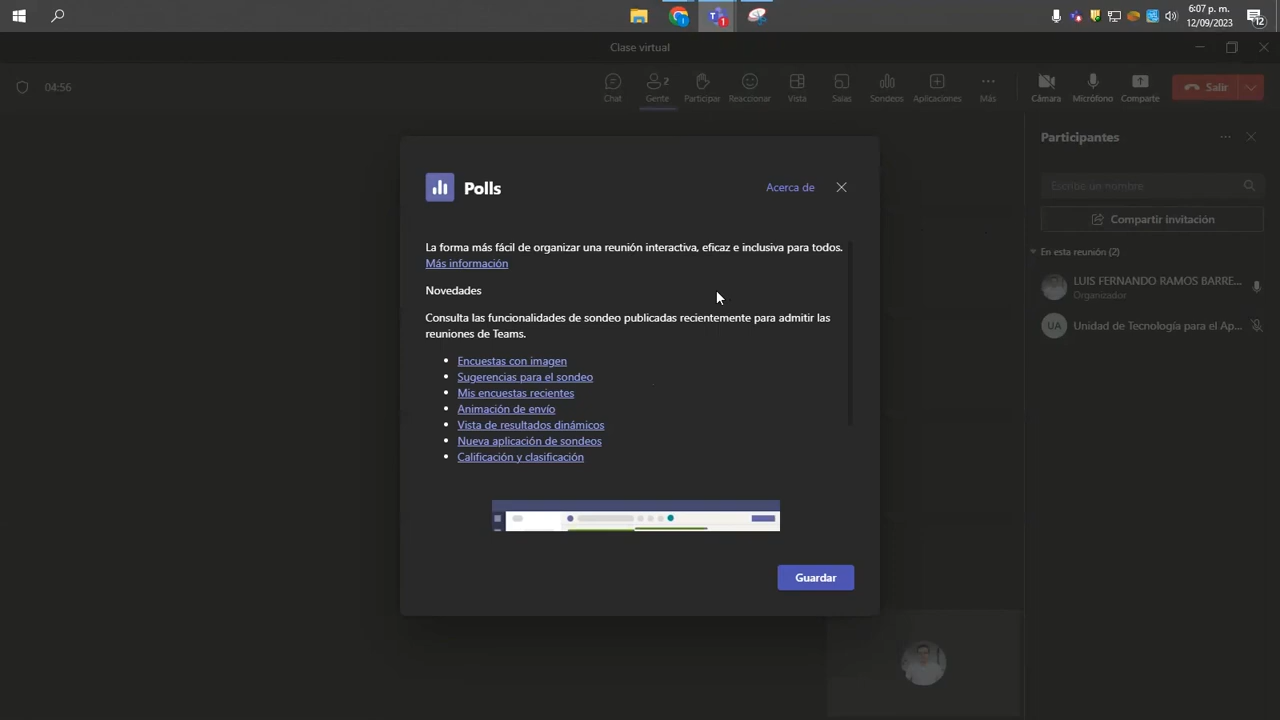 06:07 p. m.
12/09/2023
1
12
Clase virtual
04:56
2
Chat
Gente
Participar
Reaccionar
Vista
Salas
Sondeos
Aplicaciones
Más
Cámara
Micrófono
Comparte
Salir
Polls
Acerca de
La forma más fácil de organizar una reunión interactiva, eficaz e inclusiva para todos.
Más información
Novedades
Consulta las funcionalidades de sondeo publicadas recientemente para admitir las
reuniones de Teams.
Encuestas con imagen
Sugerencias para el sondeo
Mis encuestas recientes
Animación de envío
Vista de resultados dinámicos
Nueva aplicación de sondeos
Calificación y clasificación
Guardar
Participantes
Escribe un nombre
Compartir invitación
En esta reunión (2)
LUIS FERNANDO RAMOS BARRE...
Organizador
UA
Unidad de Tecnología para el Ap...